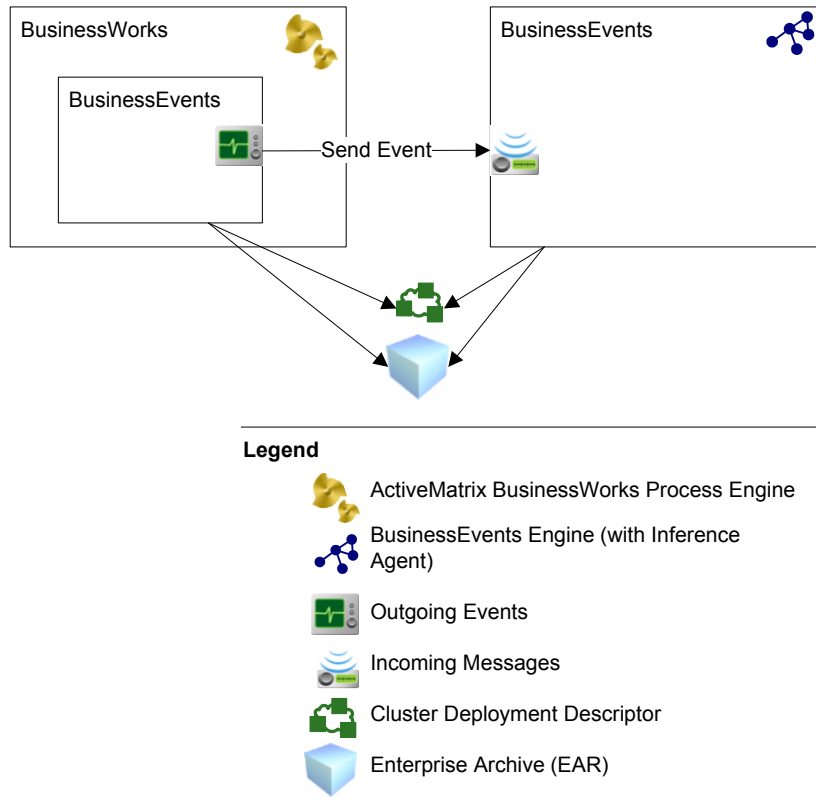 BusinessWorks
BusinessEvents
BusinessEvents
Send Event
Legend
ActiveMatrix BusinessWorks Process Engine
BusinessEvents Engine (with Inference
Agent)
Outgoing Events
Incoming Messages
Cluster Deployment Descriptor
Enterprise Archive (EAR)